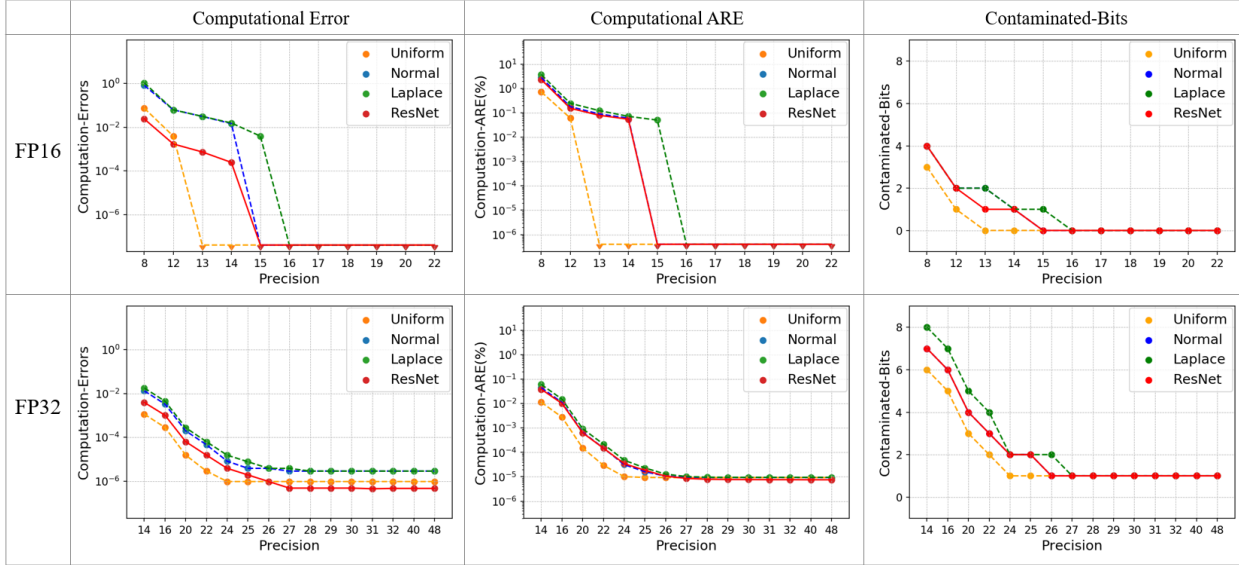 Computational Error
Computational ARE
Contaminated-Bits
FP16
Computation-Errors
10^0
10^-2
10^-4
10^-6
Uniform
Normal
Laplace
ResNet
8 12 13 14 15 16 17 18 19 20 22
Precision
Computation-ARE(%)
10^1
10^0
10^-1
10^-2
10^-3
10^-4
10^-5
10^-6
Uniform
Normal
Laplace
ResNet
8 12 13 14 15 16 17 18 19 20 22
Precision
Contaminated-Bits
8
6
4
2
0
Uniform
Normal
Laplace
ResNet
8 12 13 14 15 16 17 18 19 20 22
Precision
FP32
Computation-Errors
10^0
10^-2
10^-4
10^-6
Uniform
Normal
Laplace
ResNet
14 16 20 22 24 25 26 27 28 29 30 31 32 40 48
Precision
Computation-ARE(%)
10^1
10^0
10^-1
10^-2
10^-3
10^-4
10^-5
10^-6
Uniform
Normal
Laplace
ResNet
14 16 20 22 24 25 26 27 28 29 30 31 32 40 48
Precision
Contaminated-Bits
8
6
4
2
0
Uniform
Normal
Laplace
ResNet
14 16 20 22 24 25 26 27 28 29 30 31 32 40 48
Precision